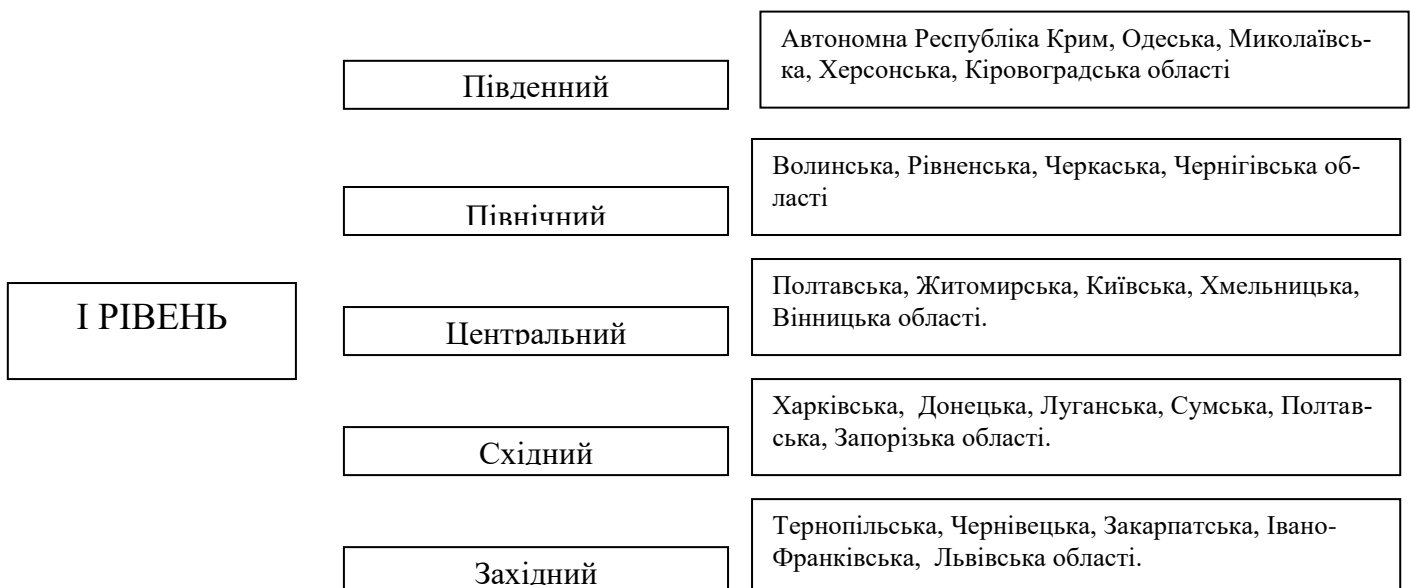 Південний
Автономна Республіка Крим, Одеська, Миколаївсь-
ка, Херсонська, Кіровоградська області
Північний
Волинська, Рівненська, Черкаська, Чернігівська об-
ласті
І РІВЕНЬ
Центральний
Полтавська, Житомирська, Київська, Хмельницька,
Вінницька області.
Східний
Харківська,  Донецька, Луганська, Сумська, Полтав-
ська, Запорізька області.
Західний
Тернопільська, Чернівецька, Закарпатська, Івано-
Франківська,  Львівська області.